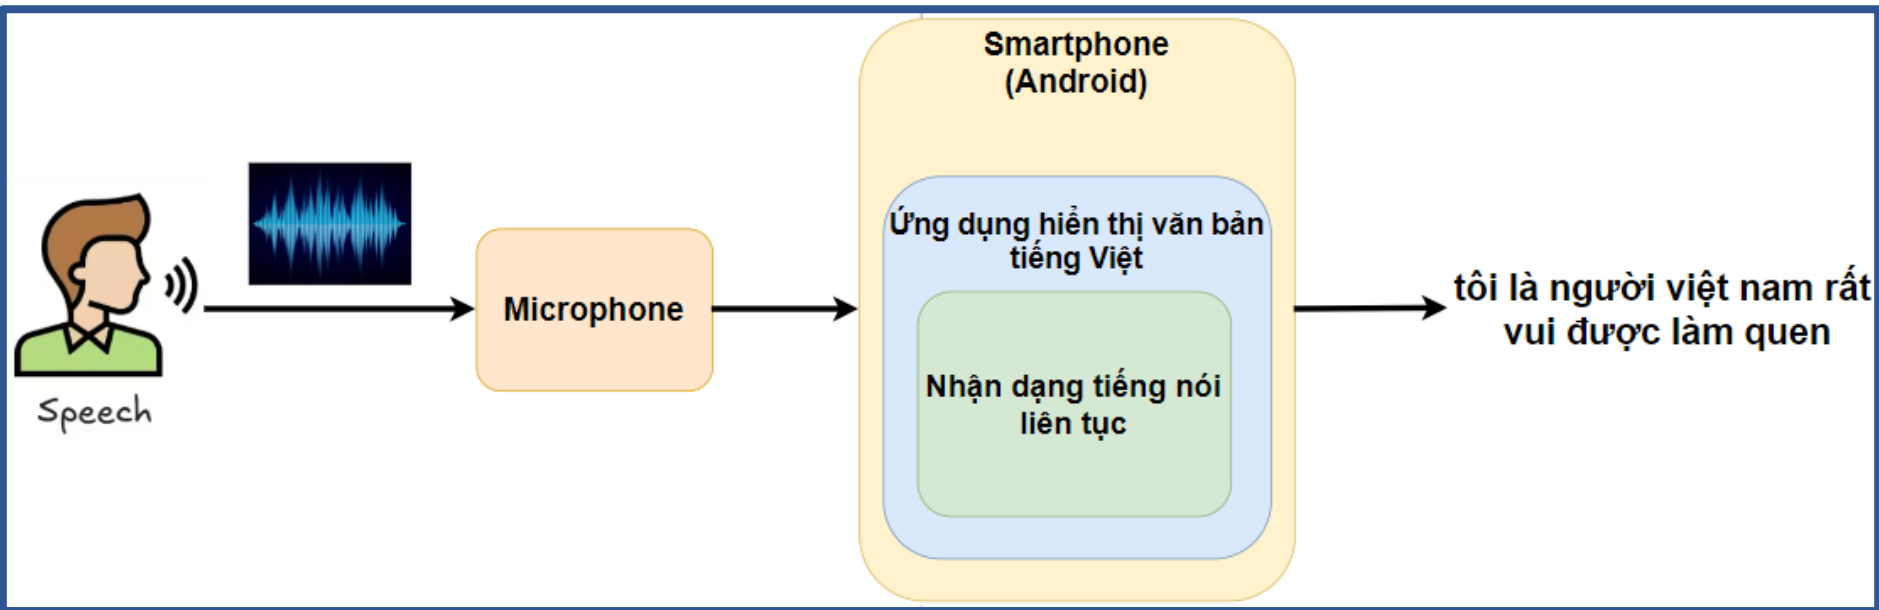 Speech
Microphone
Smartphone
(Android)
Ứng dụng hiển thị văn bản
tiếng Việt
Nhận dạng tiếng nói
liên tục
tôi là người việt nam rất
vui được làm quen